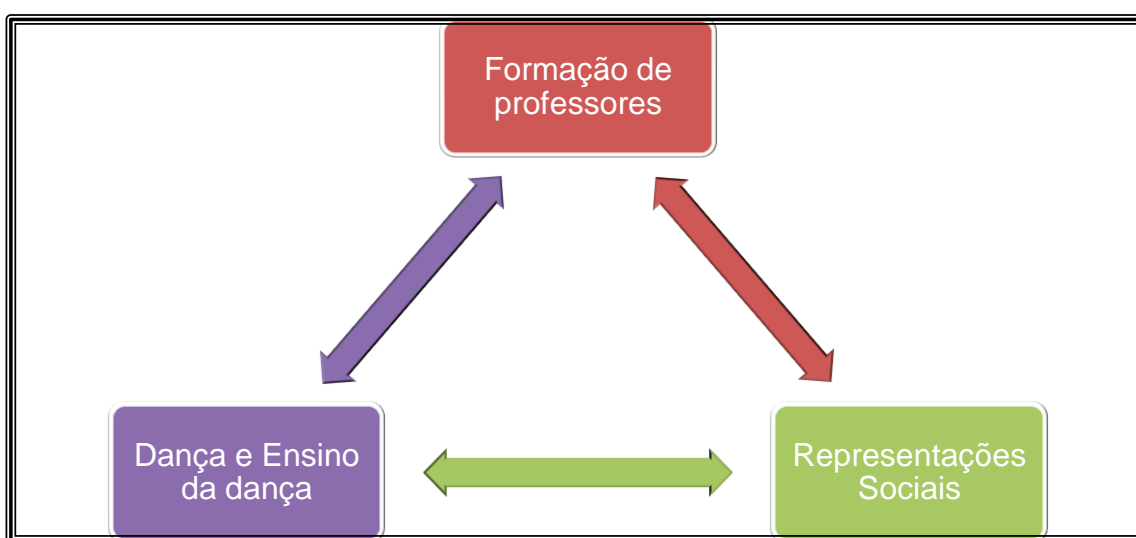 Formação de
professores
Dança e Ensino
da dança
Representações
Sociais